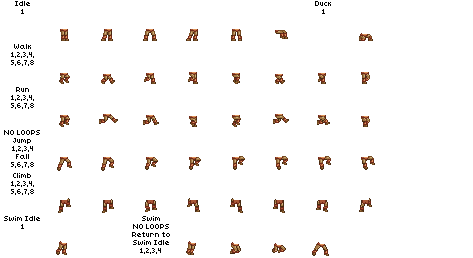 Idle
1
Duck
1
Walk
1,2,3,4,
5,6,7,8
Run
1,2,3,4,
5,6,7,8
NO LOOPS
Jump
1,2,3,4
Fall
5,6,7,8
Climb
1,2,3,4,
5,6,7,8
Swim Idle
1
Swim
NO LOOPS
Return to
Swim Idle
1,2,3,4